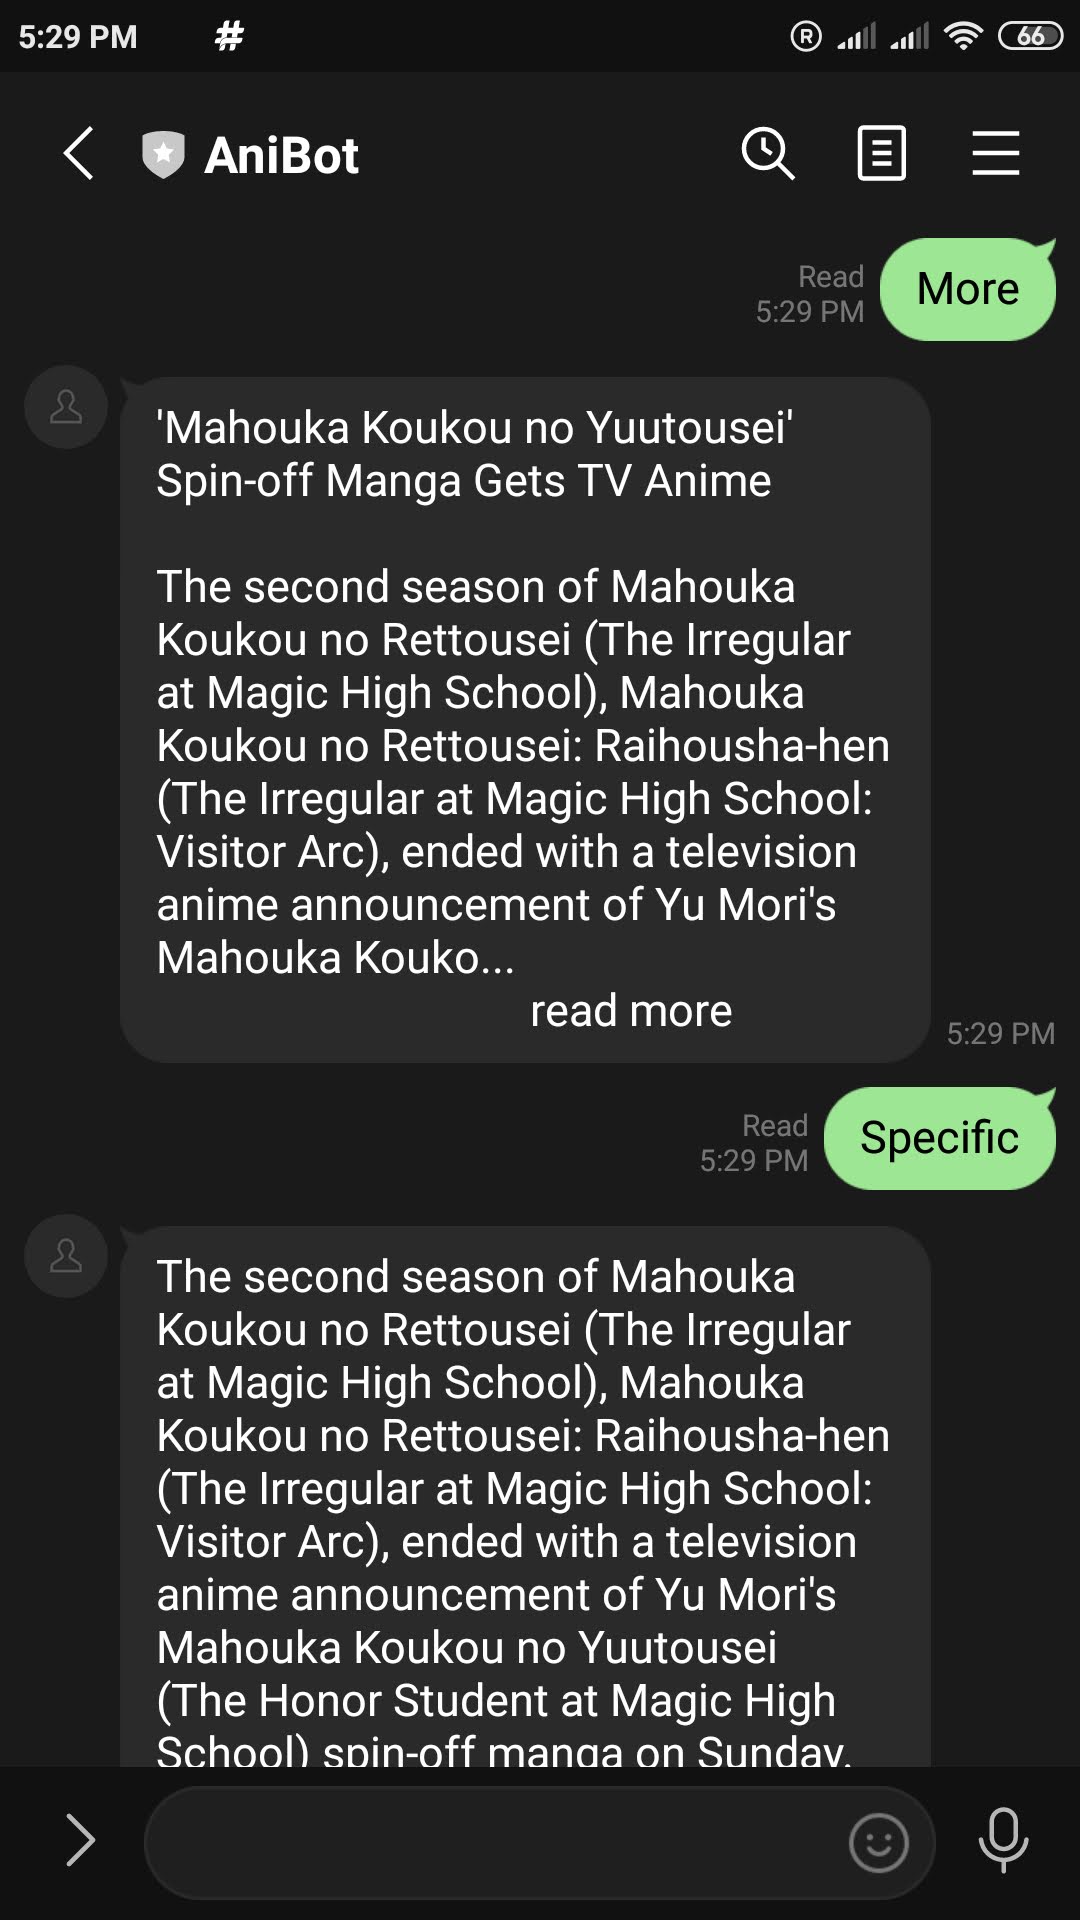 5:29 PM
R
66
AniBot
More
Read
5:29 PM
'Mahouka Koukou no Yuutousei'
Spin-off Manga Gets TV Anime
The second season of Mahouka
Koukou no Rettousei (The Irregular
at Magic High School), Mahouka
Koukou no Rettousei: Raihousha-hen
(The Irregular at Magic High School:
Visitor Arc), ended with a television
anime announcement of Yu Mori's
Mahouka Kouko...
read more
5:29 PM
Specific
Read
5:29 PM
The second season of Mahouka
Koukou no Rettousei (The Irregular
at Magic High School), Mahouka
Koukou no Rettousei: Raihousha-hen
(The Irregular at Magic High School:
Visitor Arc), ended with a television
anime announcement of Yu Mori's
Mahouka Koukou no Yuutousei
(The Honor Student at Magic High
School) spin-off manga on Sunday.